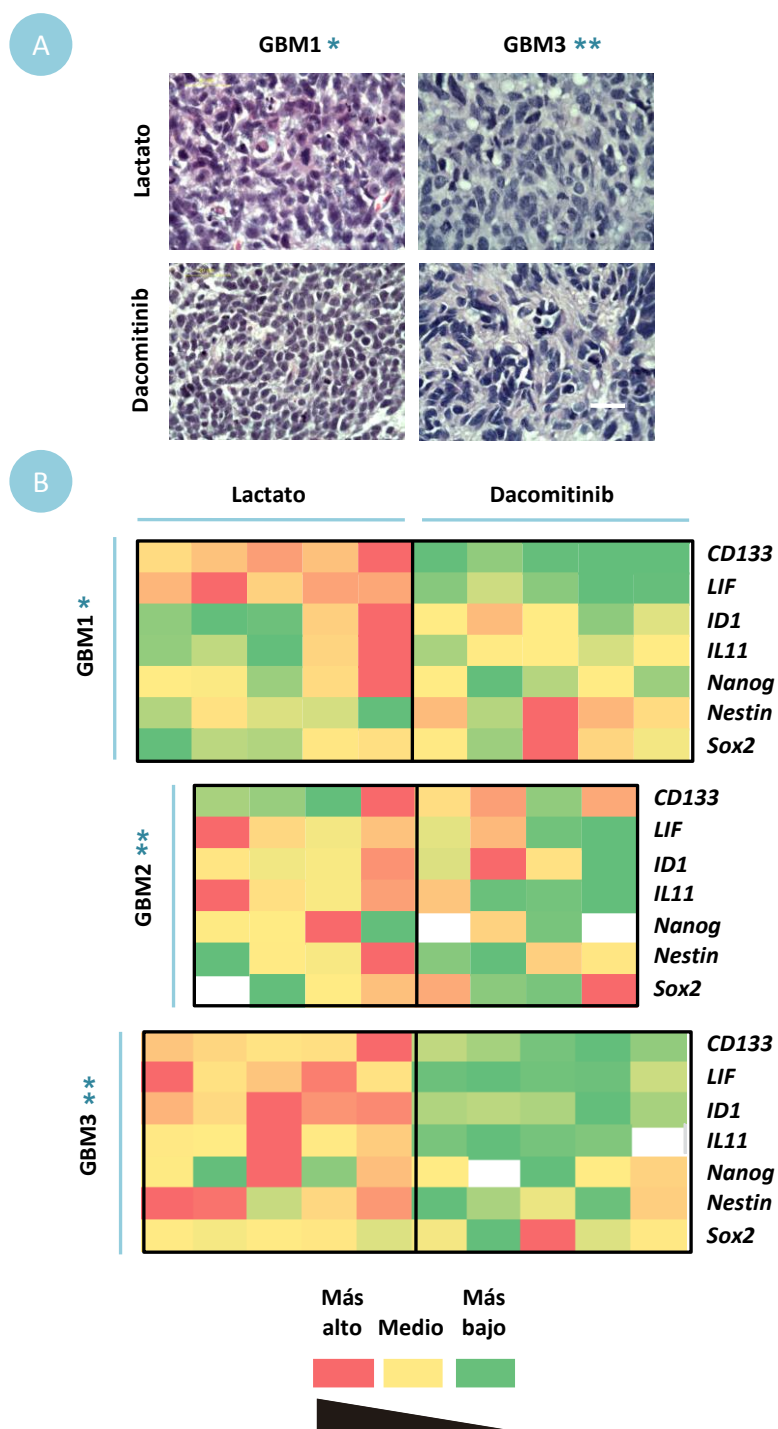 A
GBM1 *
GBM3 **
Lactato
Dacomitinib
B
Lactato
Dacomitinib
GBM1 *
CD133
LIF
ID1
IL11
Nanog
Nestin
Sox2
GBM2 **
CD133
LIF
ID1
IL11
Nanog
Nestin
Sox2
GBM3 **
CD133
LIF
ID1
IL11
Nanog
Nestin
Sox2
Más alto
Medio
Más bajo